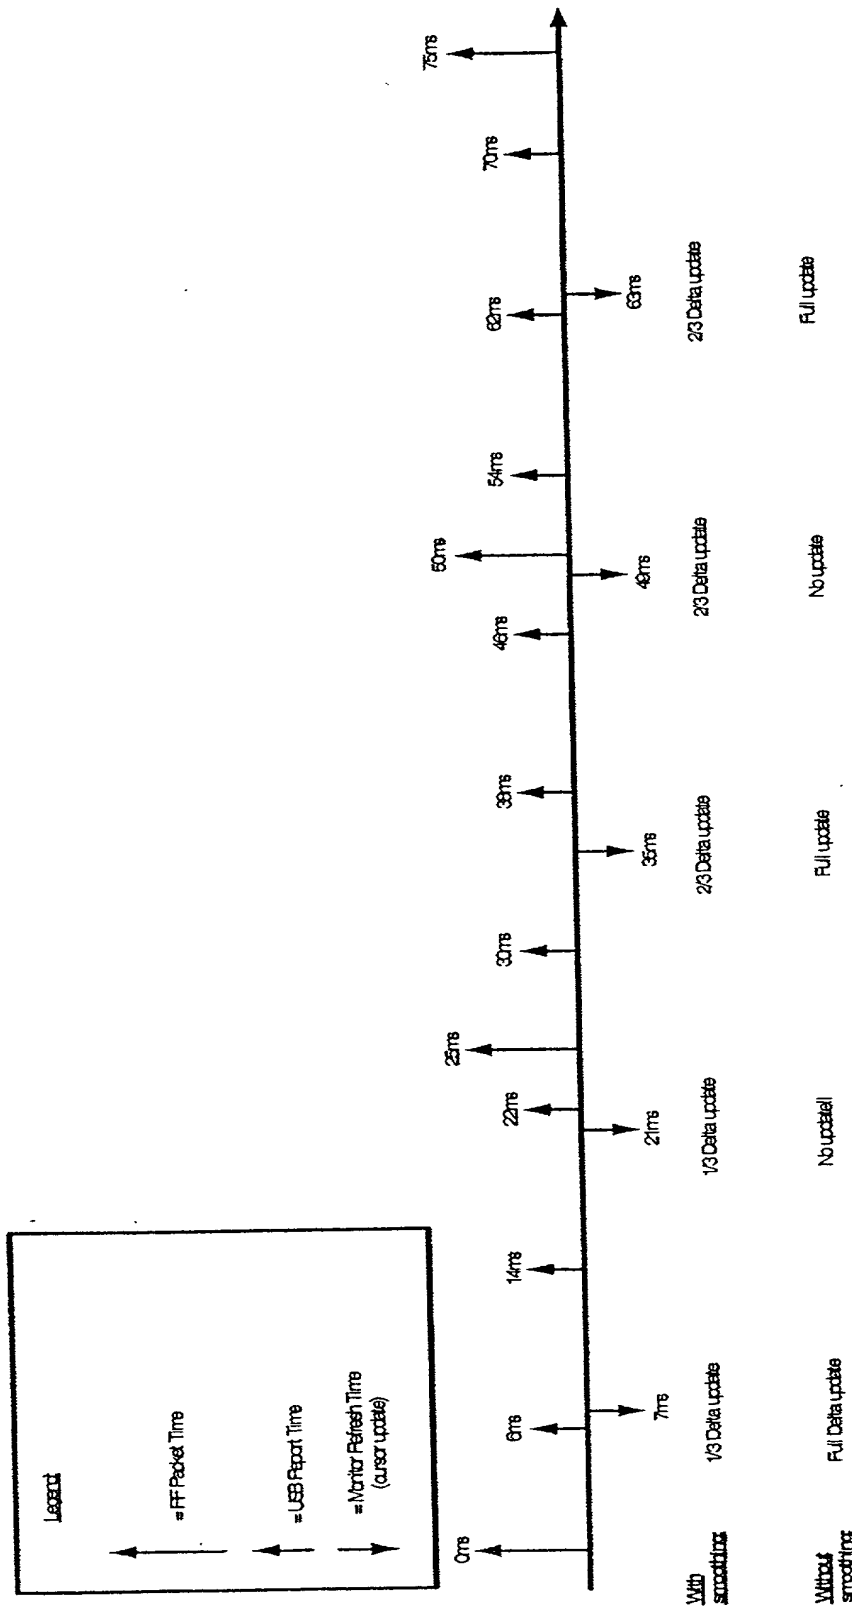 Legend
= RF Packet Time
= USB Report Time
= Monitor Refresh Time
(cursor update)
0ms
6ms
14ms
22ms
25ms
30ms
38ms
46ms
50ms
54ms
62ms
70ms
75ms
7ms
21ms
35ms
49ms
63ms
With
smoothing:
1/3 Delta update
1/3 Delta update
2/3 Delta update
2/3 Delta update
2/3 Delta update
Without
smoothing:
Full Delta update
No update!!
Full update
No update
Full update